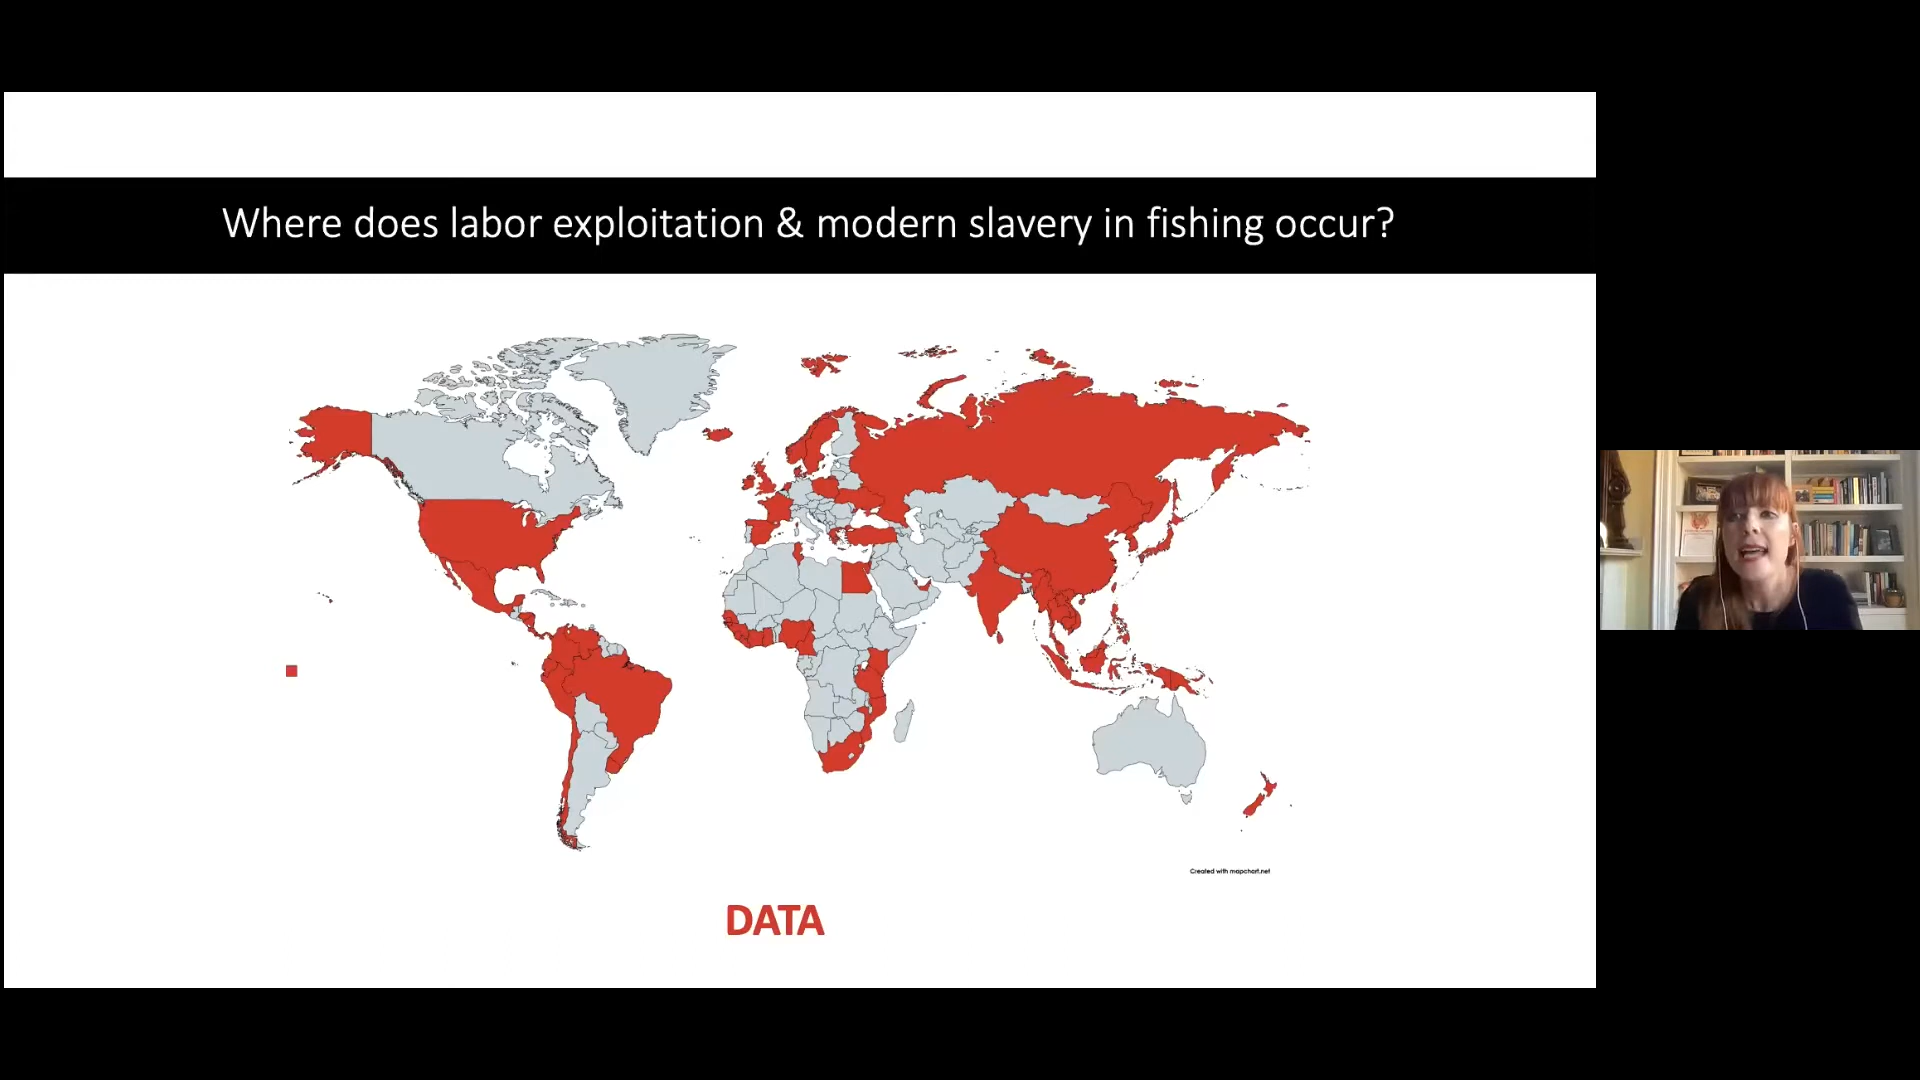 Where does labor exploitation & modern slavery in fishing occur?
Created with mapchart.net
DATA